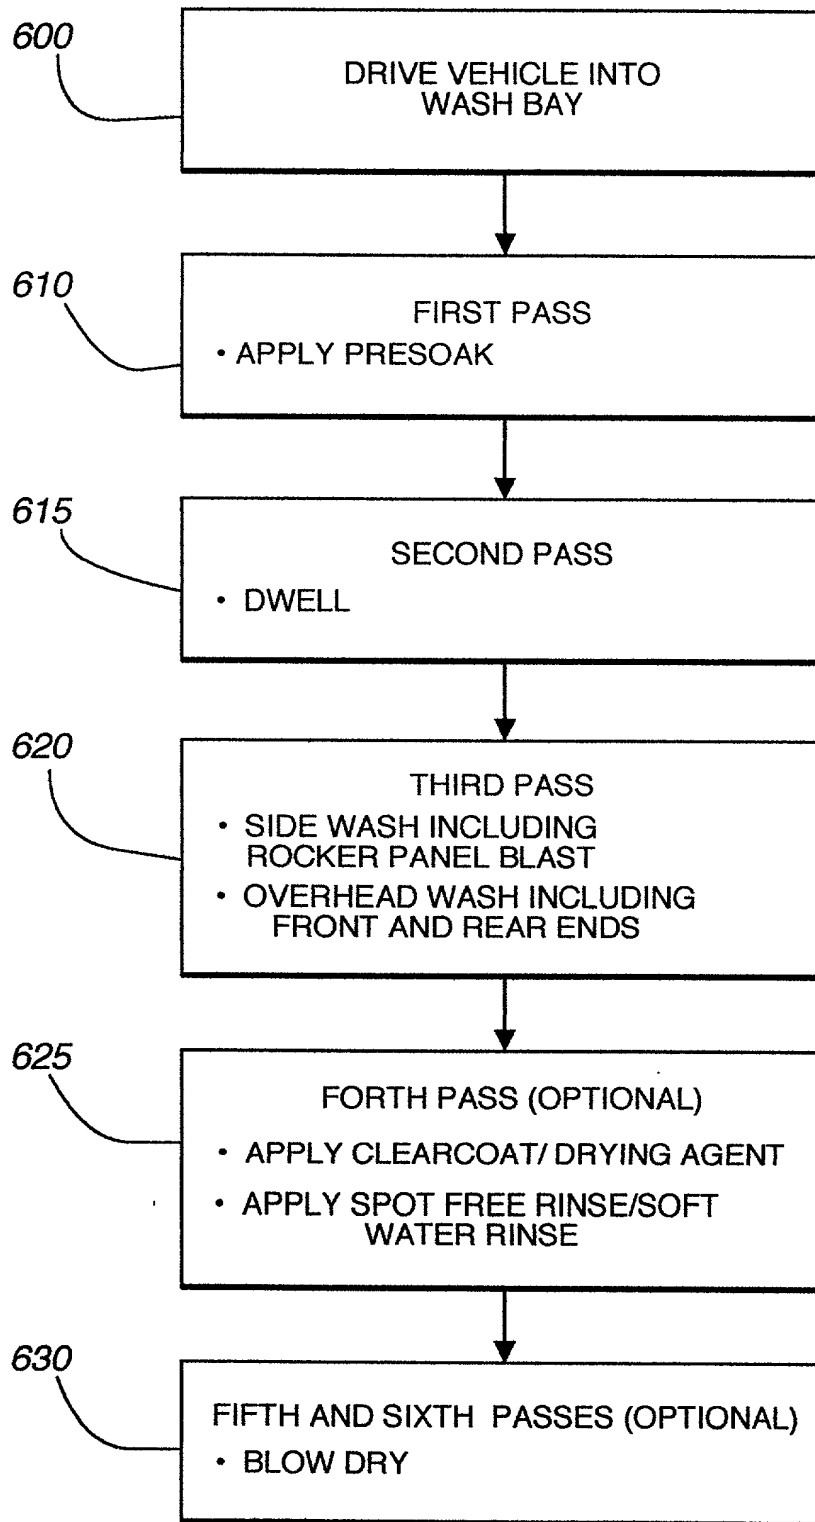 600
DRIVE VEHICLE INTO
WASH BAY
610
FIRST PASS
• APPLY PRESOAK
615
SECOND PASS
• DWELL
620
THIRD PASS
• SIDE WASH INCLUDING
ROCKER PANEL BLAST
• OVERHEAD WASH INCLUDING
FRONT AND REAR ENDS
625
FORTH PASS (OPTIONAL)
• APPLY CLEARCOAT/ DRYING AGENT
• APPLY SPOT FREE RINSE/SOFT
WATER RINSE
630
FIFTH AND SIXTH PASSES (OPTIONAL)
• BLOW DRY